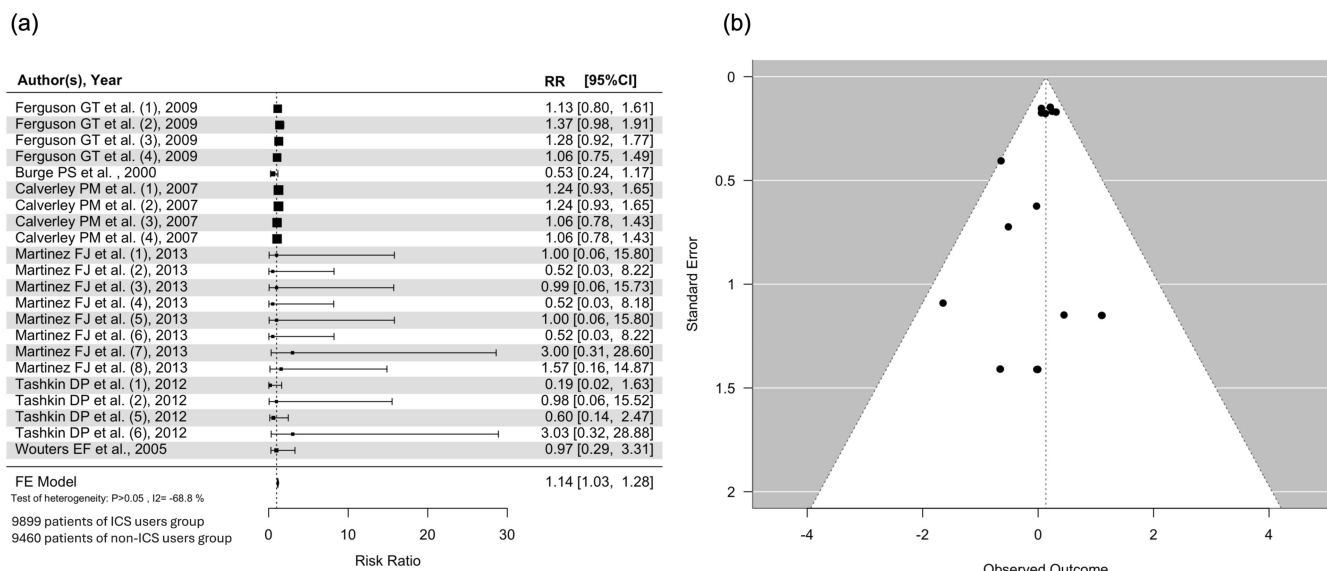 (a)
Author(s), Year RR [95%CI]
Ferguson GT et al. (1), 2009 1.13 [0.80, 1.61]
Ferguson GT et al. (2), 2009 1.37 [0.98, 1.91]
Ferguson GT et al. (3), 2009 1.28 [0.92, 1.77]
Ferguson GT et al. (4), 2009 1.06 [0.75, 1.49]
Burge PS et al. , 2000 0.53 [0.24, 1.17]
Calverley PM et al. (1), 2007 1.24 [0.93, 1.65]
Calverley PM et al. (2), 2007 1.24 [0.93, 1.65]
Calverley PM et al. (3), 2007 1.06 [0.78, 1.43]
Calverley PM et al. (4), 2007 1.06 [0.78, 1.43]
Martinez FJ et al. (1), 2013 1.00 [0.06, 15.80]
Martinez FJ et al. (2), 2013 0.52 [0.03, 8.22]
Martinez FJ et al. (3), 2013 0.99 [0.06, 15.73]
Martinez FJ et al. (4), 2013 0.52 [0.03, 8.18]
Martinez FJ et al. (5), 2013 1.00 [0.06, 15.80]
Martinez FJ et al. (6), 2013 0.52 [0.03, 8.22]
Martinez FJ et al. (7), 2013 3.00 [0.31, 28.60]
Martinez FJ et al. (8), 2013 1.57 [0.16, 14.87]
Tashkin DP et al. (1), 2012 0.19 [0.02, 1.63]
Tashkin DP et al. (2), 2012 0.98 [0.06, 15.52]
Tashkin DP et al. (5), 2012 0.60 [0.14, 2.47]
Tashkin DP et al. (6), 2012 3.03 [0.32, 28.88]
Wouters EF et al., 2005 0.97 [0.29, 3.31]
FE Model 1.14 [1.03, 1.28]
Test of heterogeneity: P>0.05 , I2= -68.8 %
9899 patients of ICS users group
9460 patients of non-ICS users group
0 10 20 30
Risk Ratio
(b)
Standard Error
0
0.5
1
1.5
2
-4 -2 0 2 4
Observed Outcome